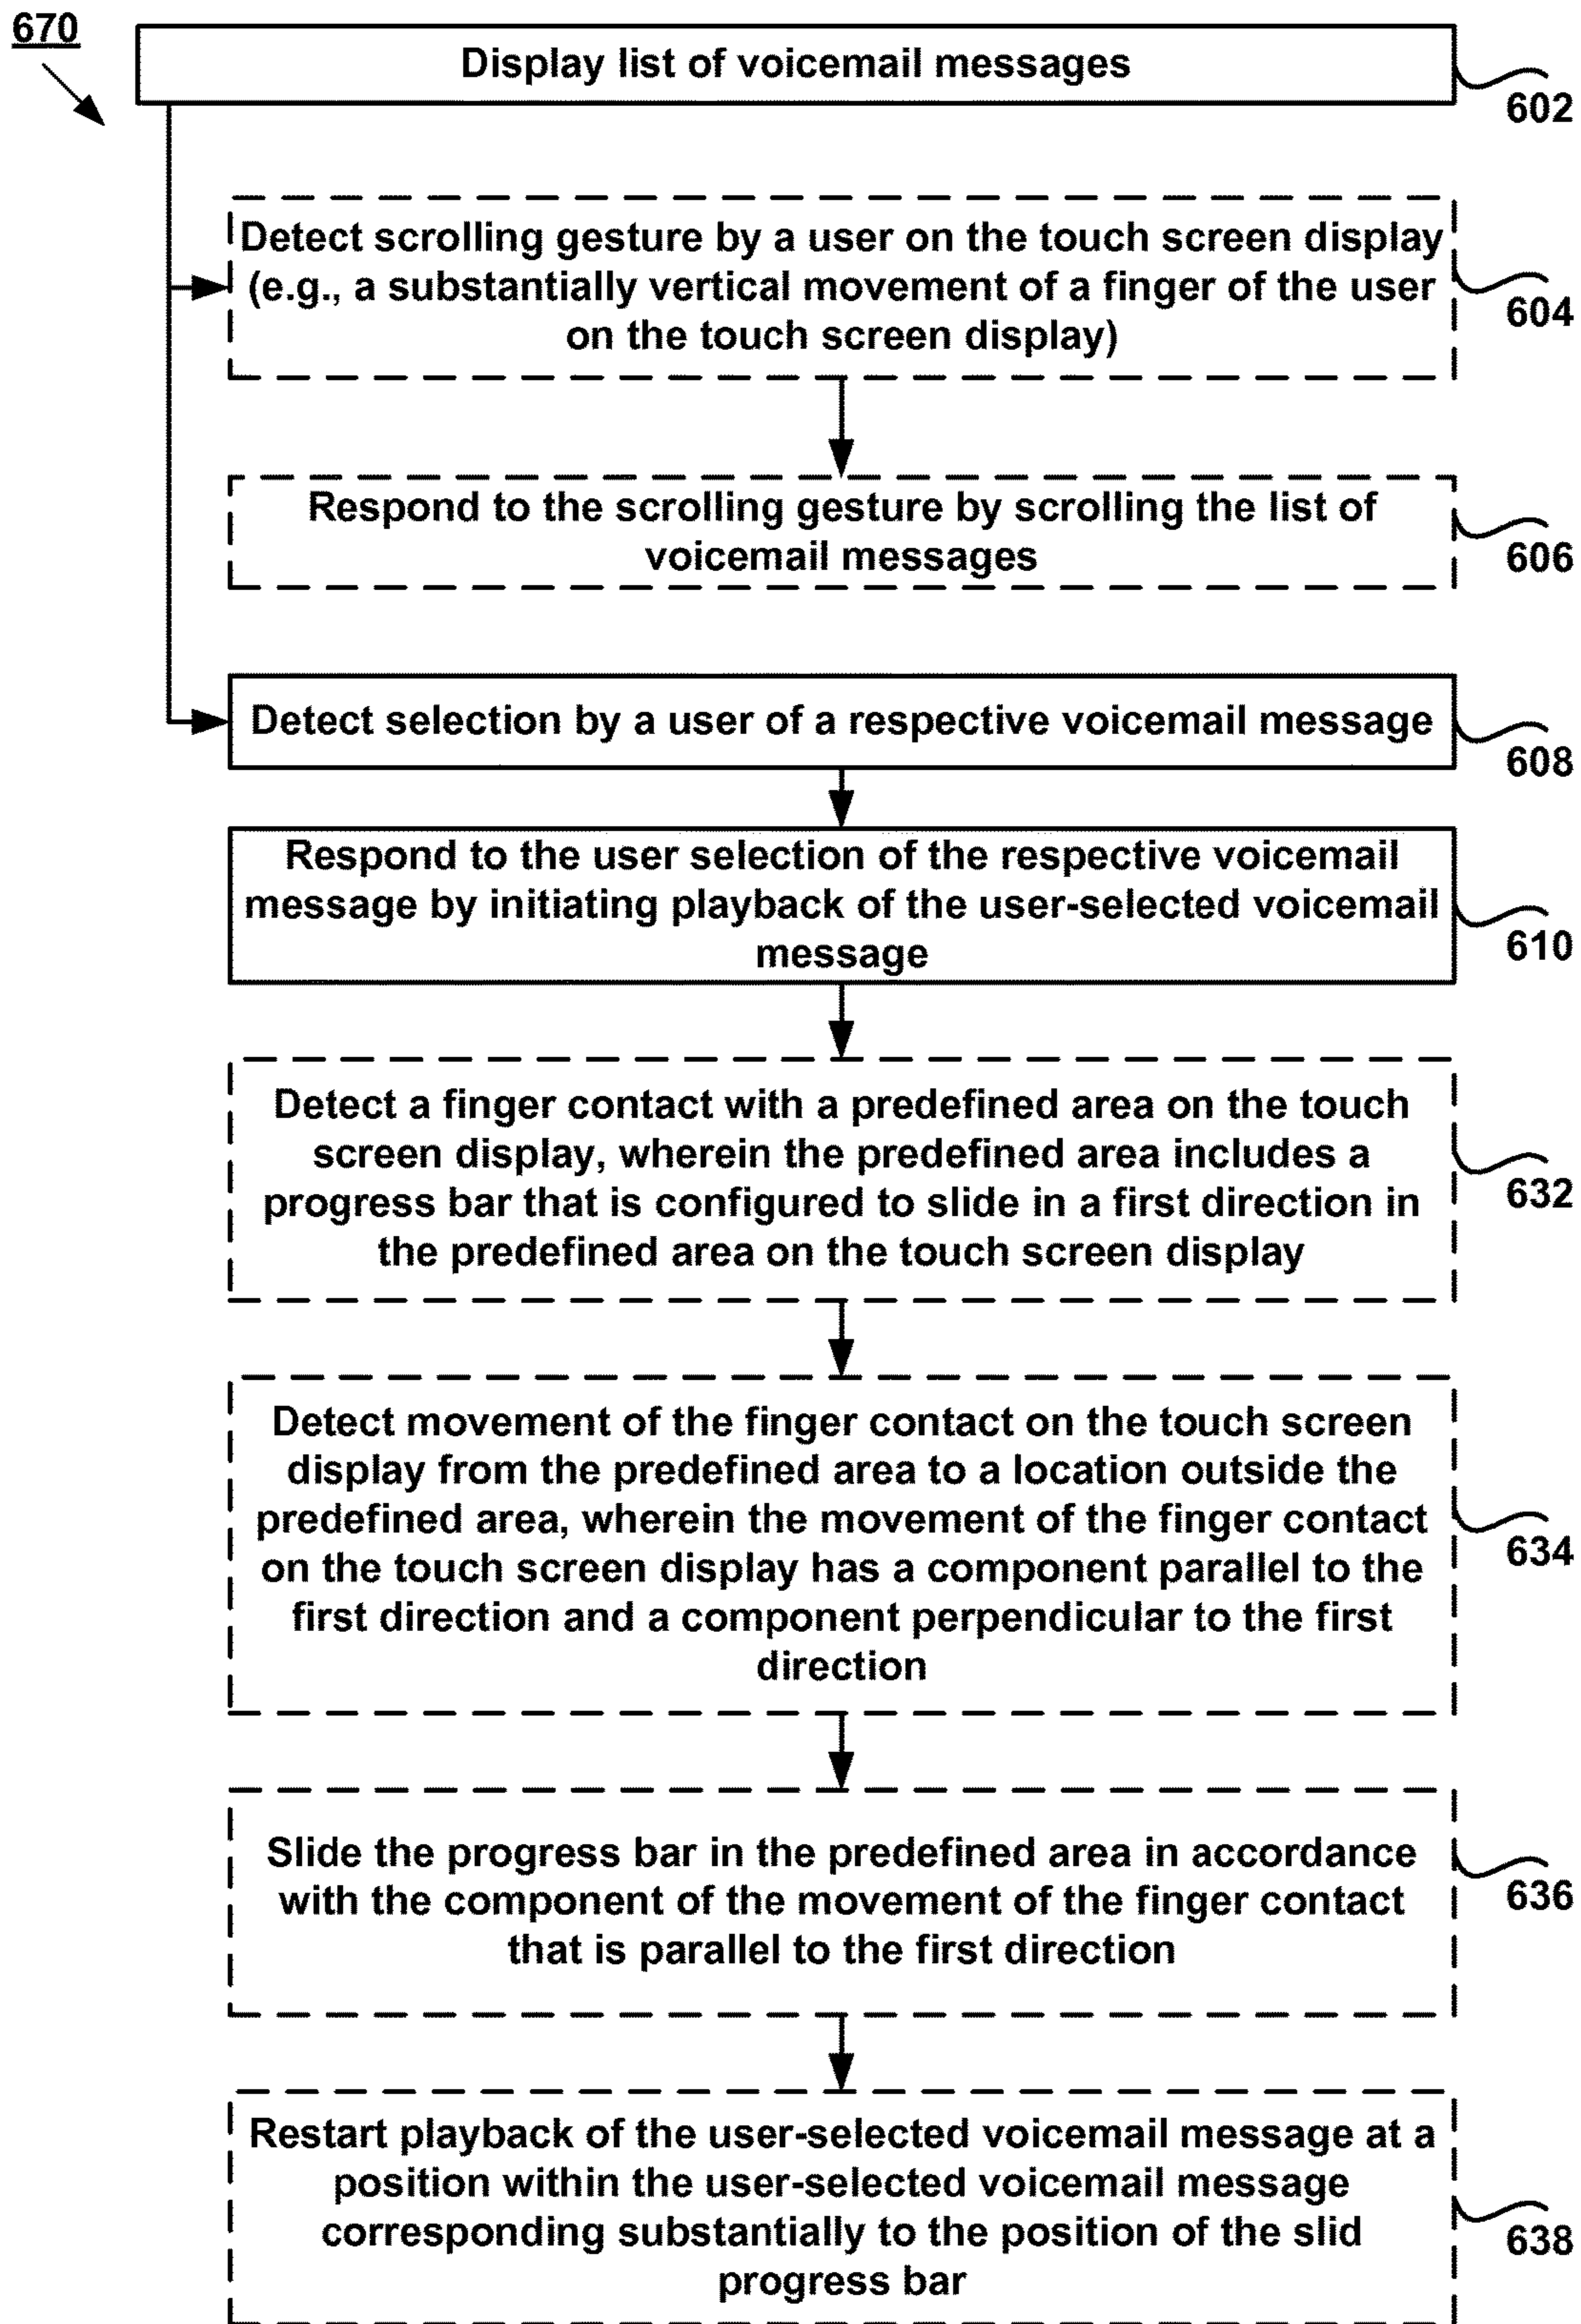 670
Display list of voicemail messages
602
Detect scrolling gesture by a user on the touch screen display
(e.g., a substantially vertical movement of a finger of the user
on the touch screen display)
604
Respond to the scrolling gesture by scrolling the list of
voicemail messages
606
Detect selection by a user of a respective voicemail message
608
Respond to the user selection of the respective voicemail
message by initiating playback of the user-selected voicemail
message
610
Detect a finger contact with a predefined area on the touch
screen display, wherein the predefined area includes a
progress bar that is configured to slide in a first direction in
the predefined area on the touch screen display
632
Detect movement of the finger contact on the touch screen
display from the predefined area to a location outside the
predefined area, wherein the movement of the finger contact
on the touch screen display has a component parallel to the
first direction and a component perpendicular to the first
direction
634
Slide the progress bar in the predefined area in accordance
with the component of the movement of the finger contact
that is parallel to the first direction
636
Restart playback of the user-selected voicemail message at a
position within the user-selected voicemail message
corresponding substantially to the position of the slid
progress bar
638